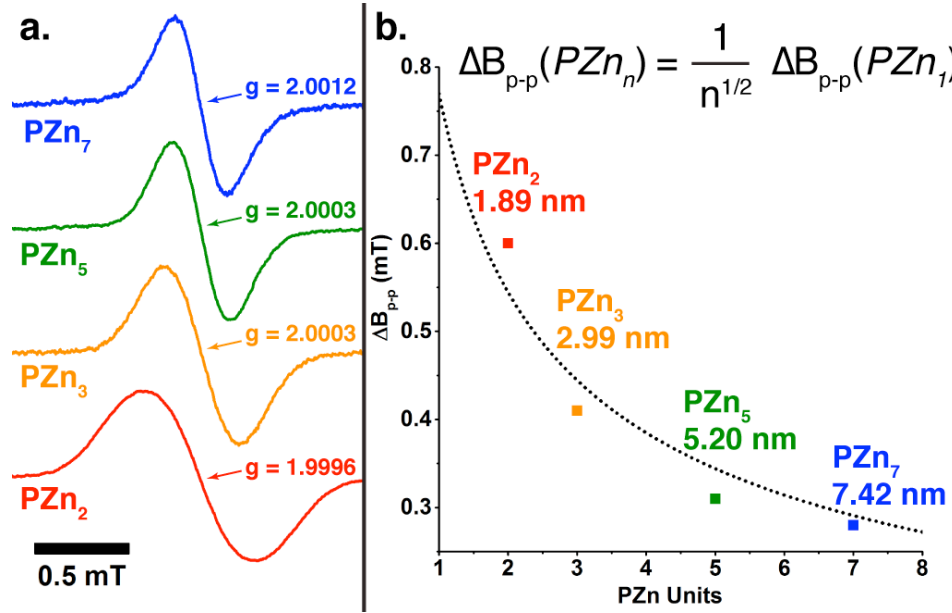 a.
g = 2.0012
PZn₇
g = 2.0003
PZn₅
g = 2.0003
PZn₃
g = 1.9996
PZn₂
0.5 mT
b.
ΔBₚ₋ₚ(PZnₙ) = 1/n^{1/2} ΔBₚ₋ₚ(PZn₁)
0.8
0.7
0.6
0.5
0.4
0.3
ΔBₚ₋ₚ (mT)
PZn₂
1.89 nm
PZn₃
2.99 nm
PZn₅
5.20 nm
PZn₇
7.42 nm
1 2 3 4 5 6 7 8
PZn Units